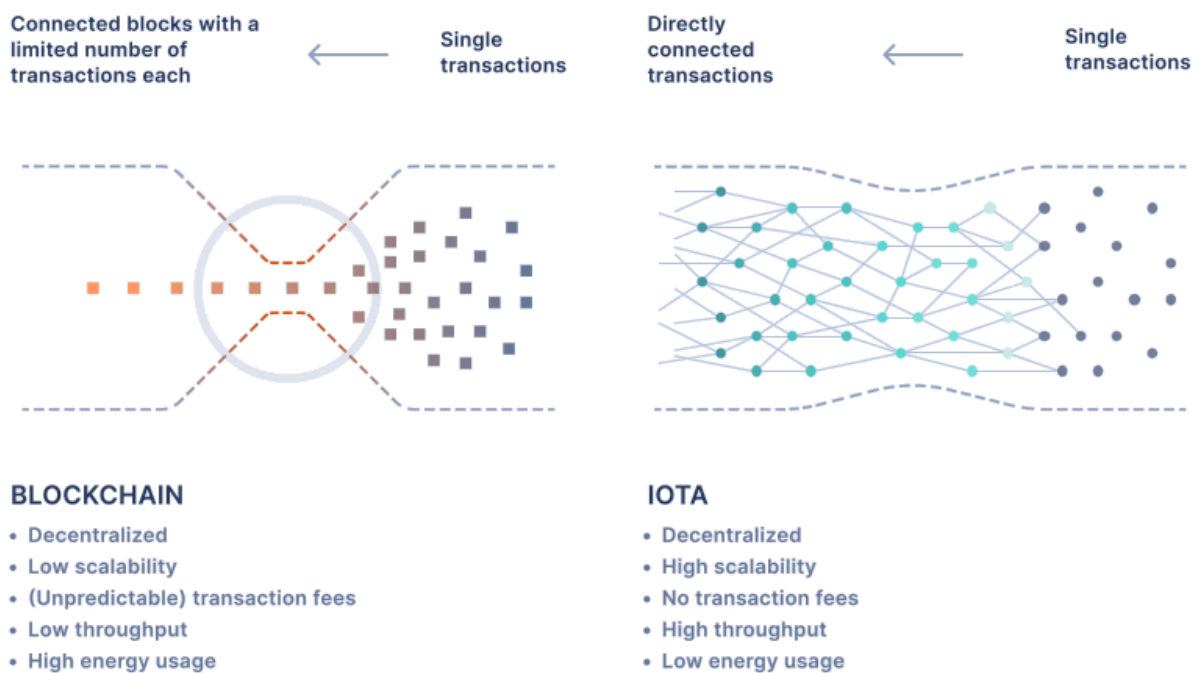 Connected blocks with a
limited number of
transactions each
Single
transactions
Directly
connected
transactions
Single
transactions
BLOCKCHAIN
• Decentralized
• Low scalability
• (Unpredictable) transaction fees
• Low throughput
• High energy usage
IOTA
• Decentralized
• High scalability
• No transaction fees
• High throughput
• Low energy usage